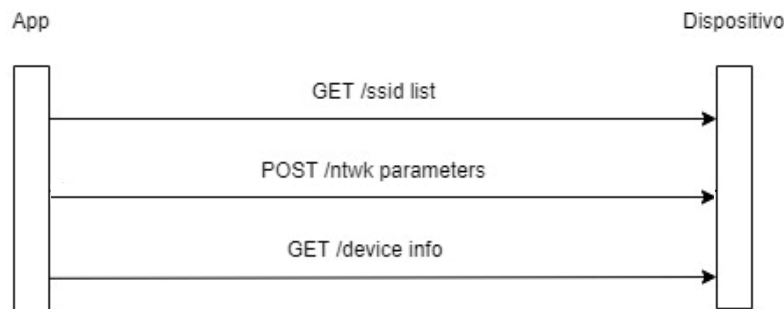 App
Dispositivo
GET /ssid list
POST /ntwk parameters
GET /device info